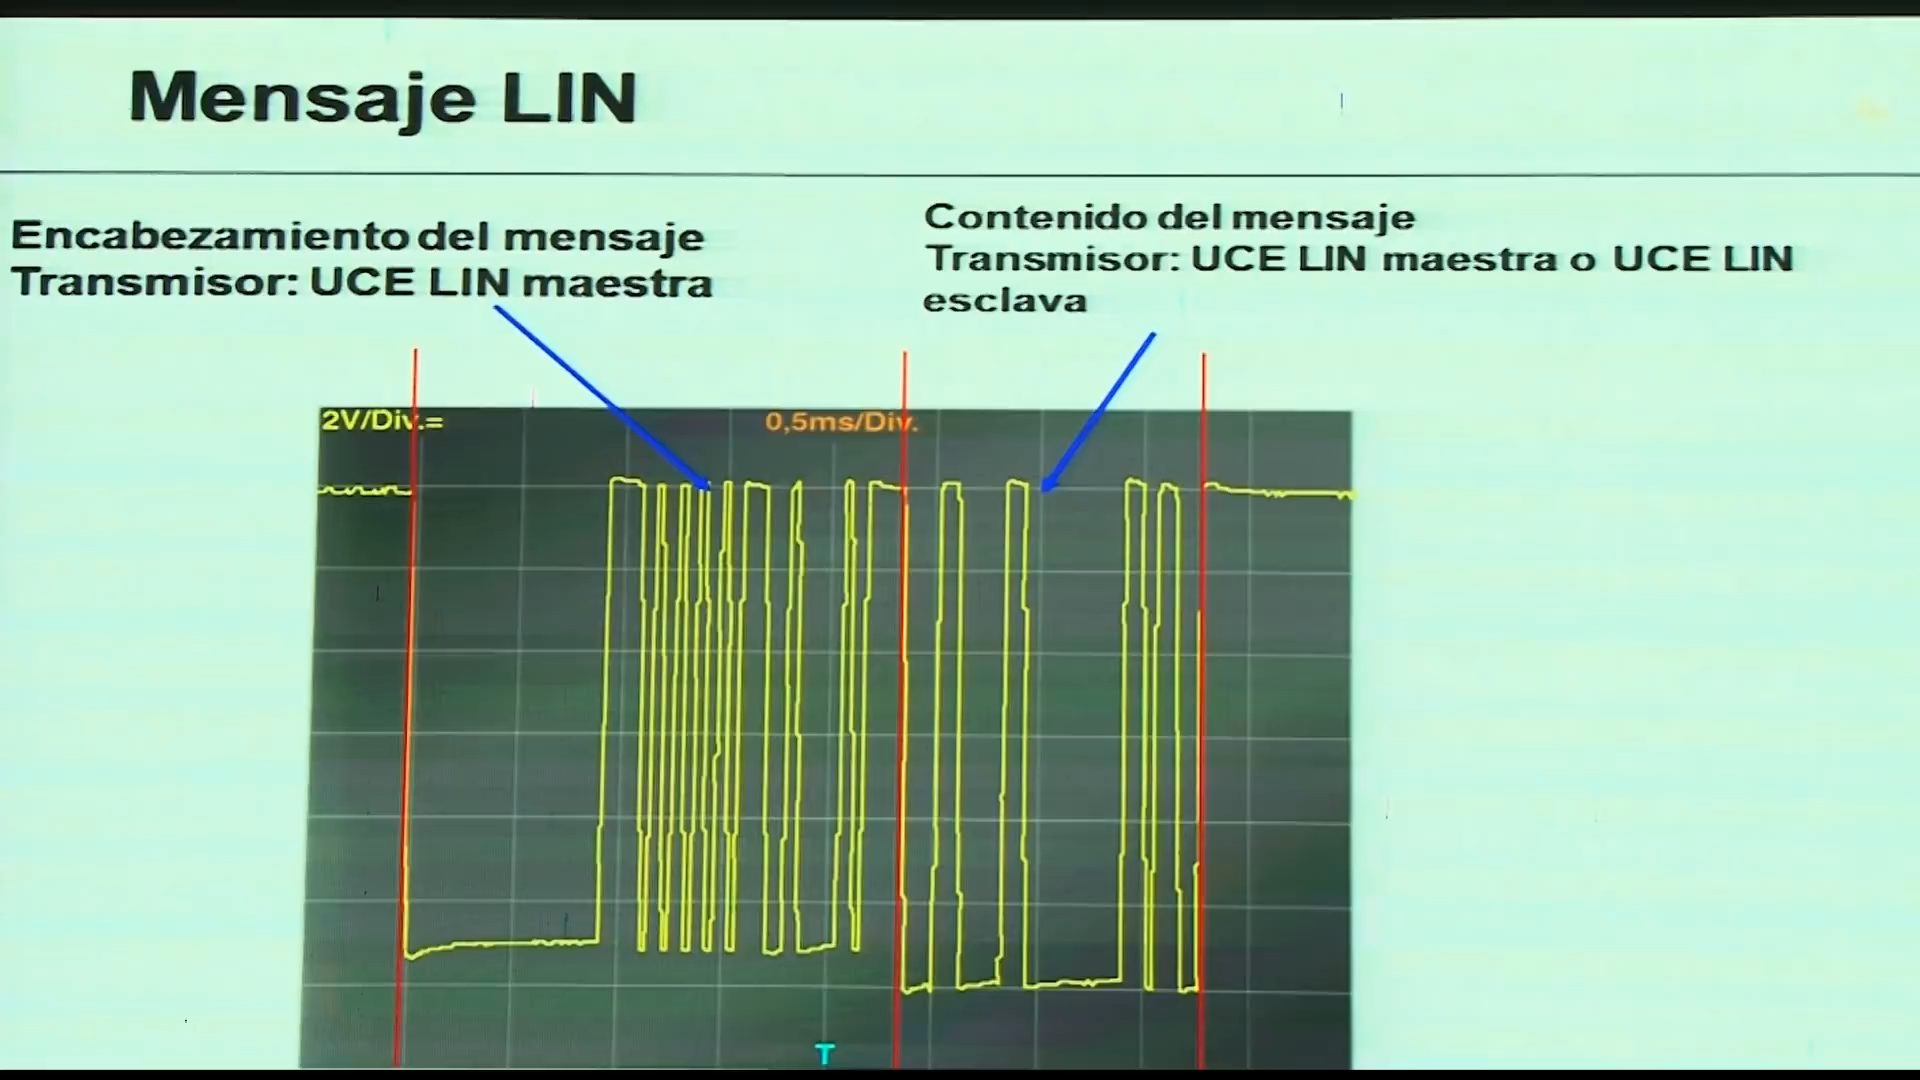 Mensaje LIN
Encabezamiento del mensaje
Transmisor: UCE LIN maestra
Contenido del mensaje
Transmisor: UCE LIN maestra o UCE LIN
esclava
2V/Div.=
0,5ms/Div.
T